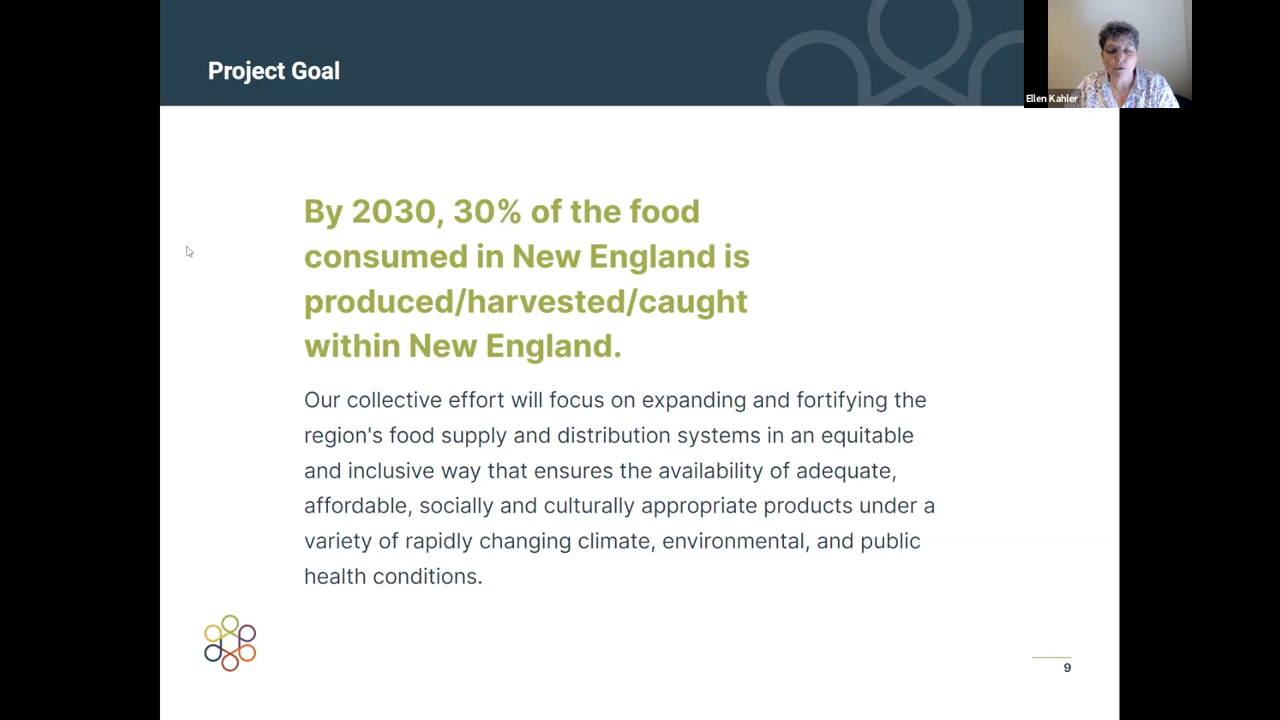 Project Goal
Ellen Kahler
By 2030, 30% of the food
consumed in New England is
produced/harvested/caught
within New England.
Our collective effort will focus on expanding and fortifying the
region's food supply and distribution systems in an equitable
and inclusive way that ensures the availability of adequate,
affordable, socially and culturally appropriate products under a
variety of rapidly changing climate, environmental, and public
health conditions.
9